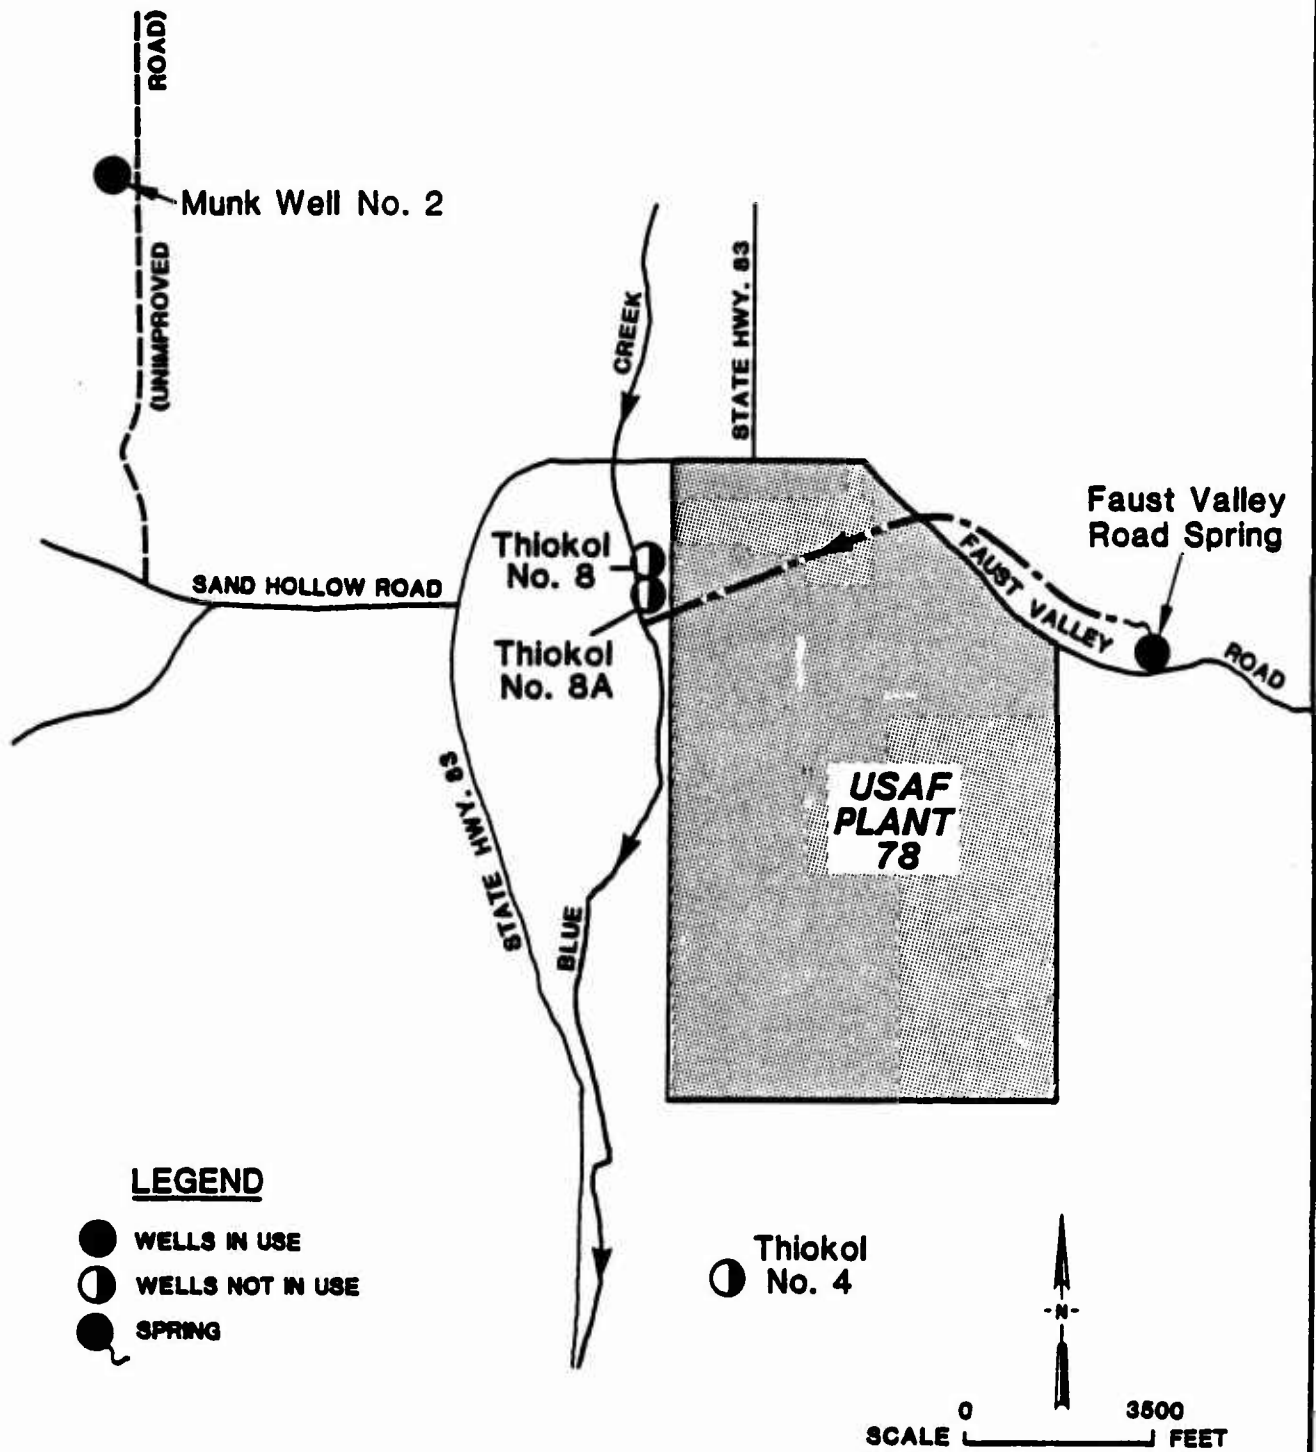 ROAD)
Munk Well No. 2
(UNIMPROVED
CREEK
STATE HWY. 83
Faust Valley
Road Spring
Thiokol
No. 8
FAUST VALLEY
ROAD
SAND HOLLOW ROAD
Thiokol
No. 8A
STATE HWY. 83
USAF
PLANT
78
BLUE
LEGEND
WELLS IN USE
WELLS NOT IN USE
SPRING
Thiokol
No. 4
-N-
0 3500
SCALE FEET